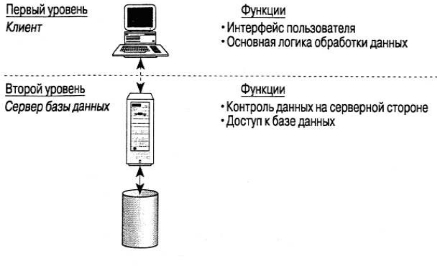 Первый уровень
Клиент
Функции
• Интерфейс пользователя
• Основная логика обработки данных
Второй уровень
Сервер базы данных
Функции
• Контроль данных на серверной стороне
• Доступ к базе данных